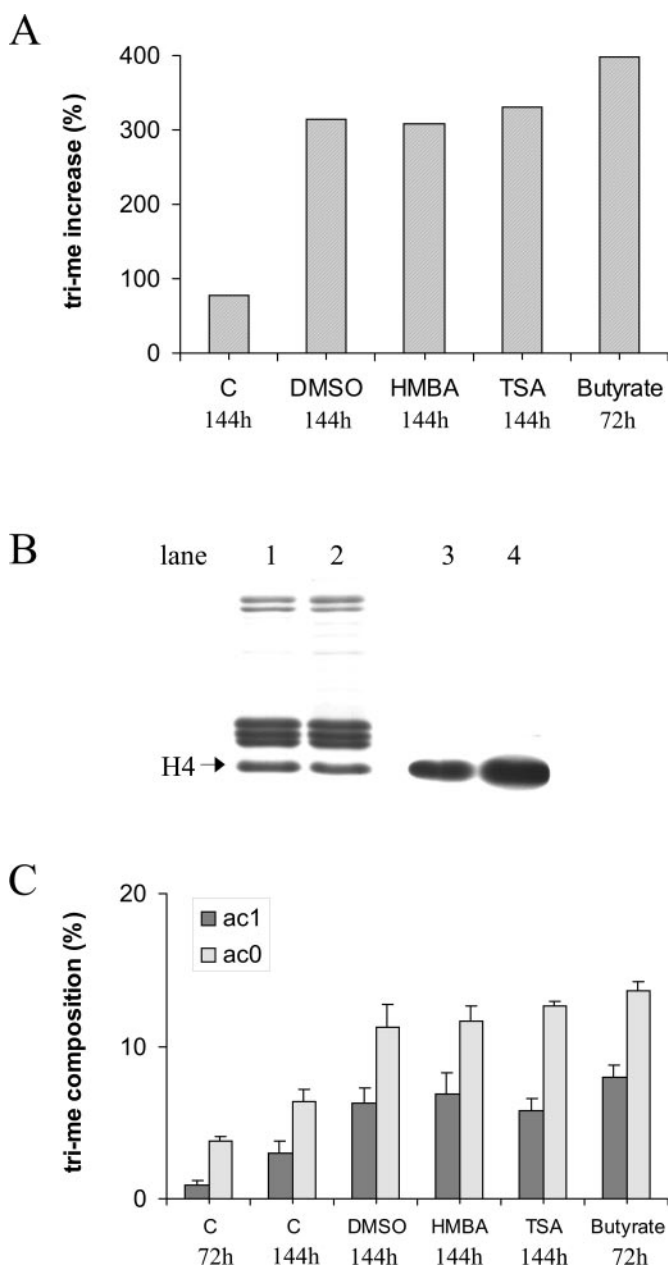 A
tri-me increase (%)
400
300
200
100
0
C DMSO HMBA TSA Butyrate
144h 144h 144h 144h 72h
B
lane 1 2 3 4
H4
C
tri-me composition (%)
20
10
0
ac1
ac0
C C DMSO HMBA TSA Butyrate
72h 144h 144h 144h 144h 72h